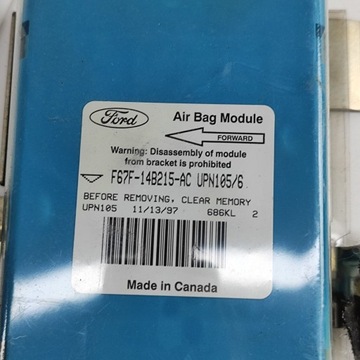 Ford
Air Bag Module
FORWARD
Warning: Disassembly of module
from bracket is prohibited
F67F-14B215-AC UPN105/6
BEFORE REMOVING, CLEAR MEMORY
UPN105 11/13/97 686KL 2
Made in Canada